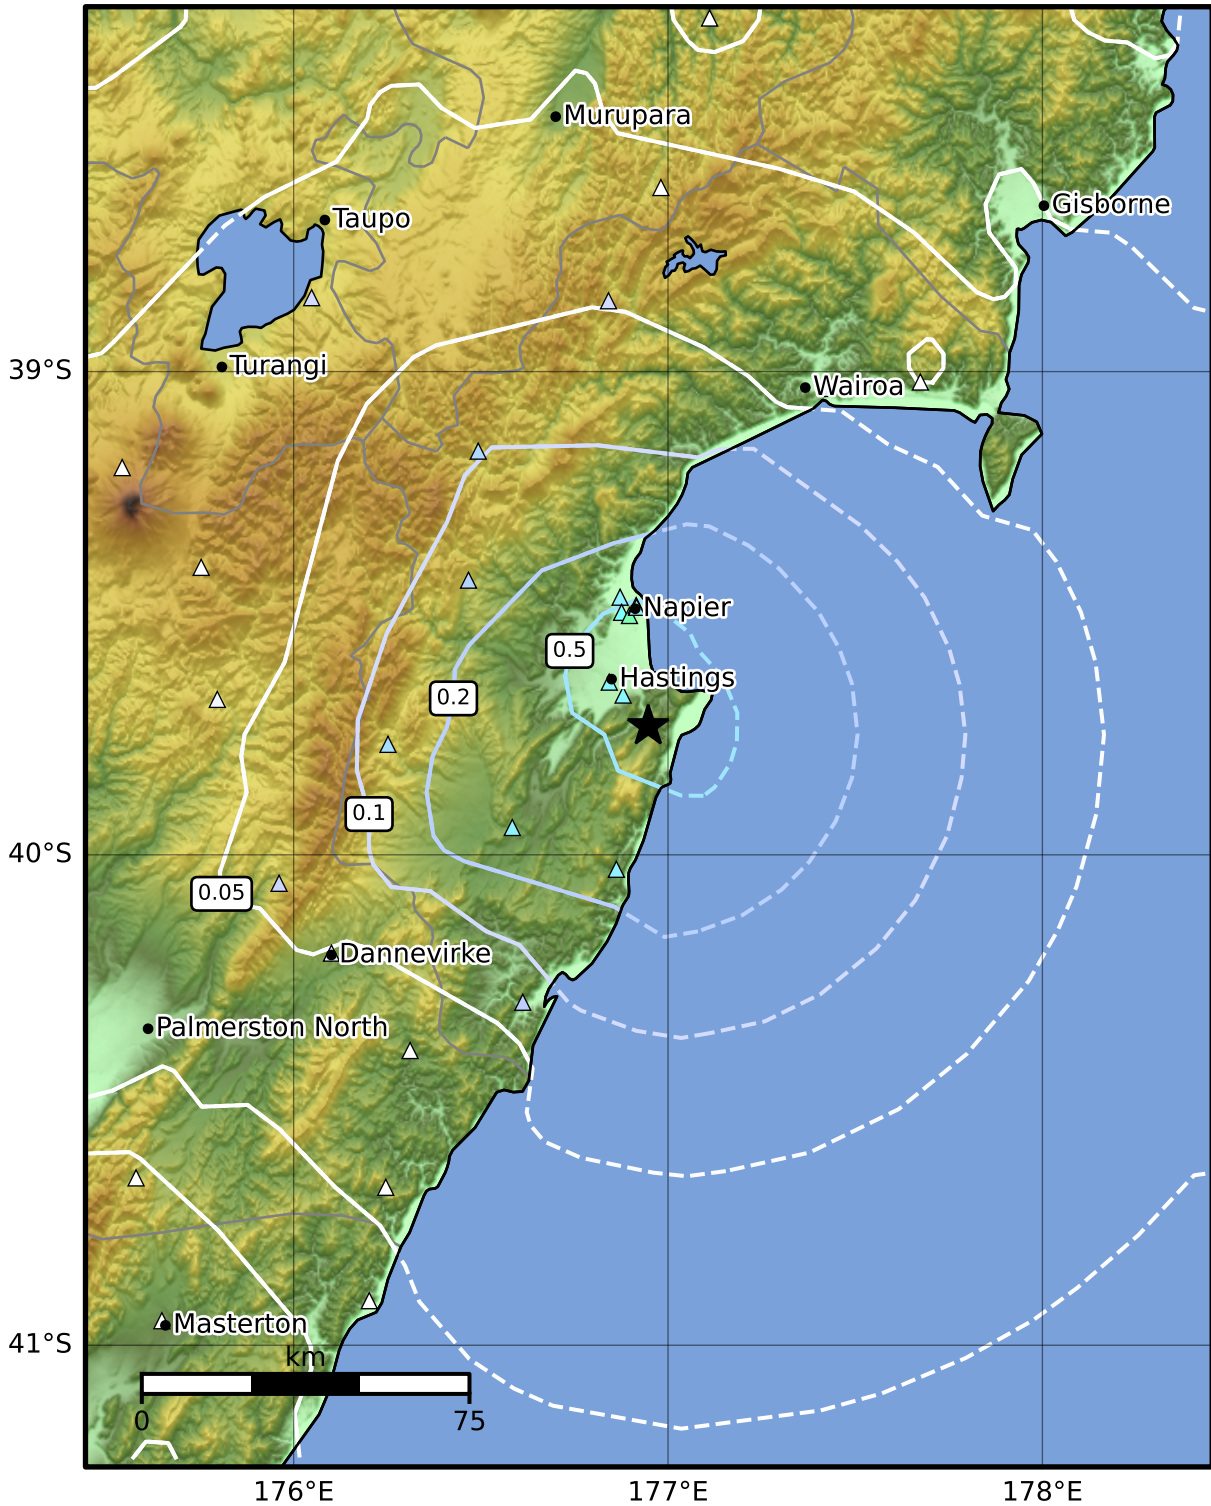 Murupara
Gisborne
Taupo
Turangi
39°S
Wairoa
Napier
0.5
Hastings
0.2
0.1
40°S
0.05
Dannevirke
Palmerston North
Masterton
41°S
km
0
75
176°E
177°E
178°E